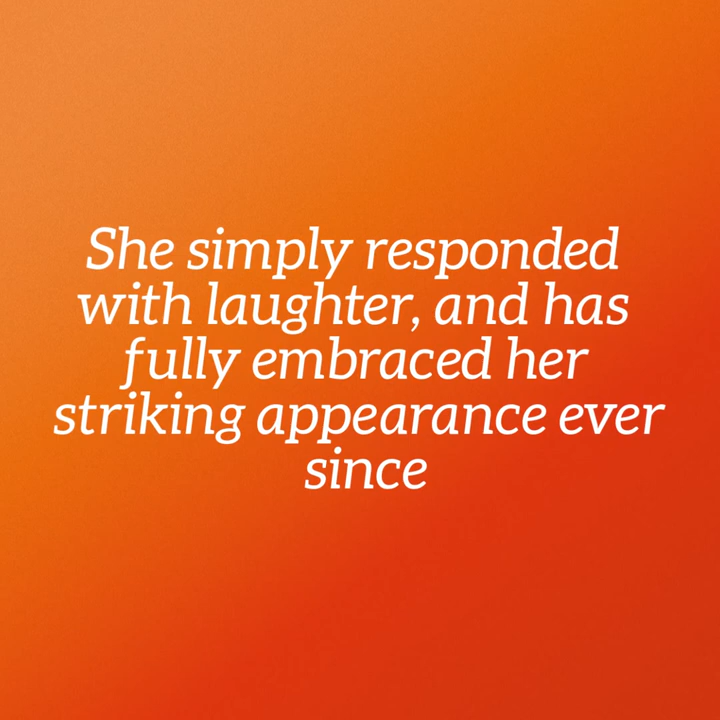 She simply responded
with laughter, and has
fully embraced her
striking appearance ever
since